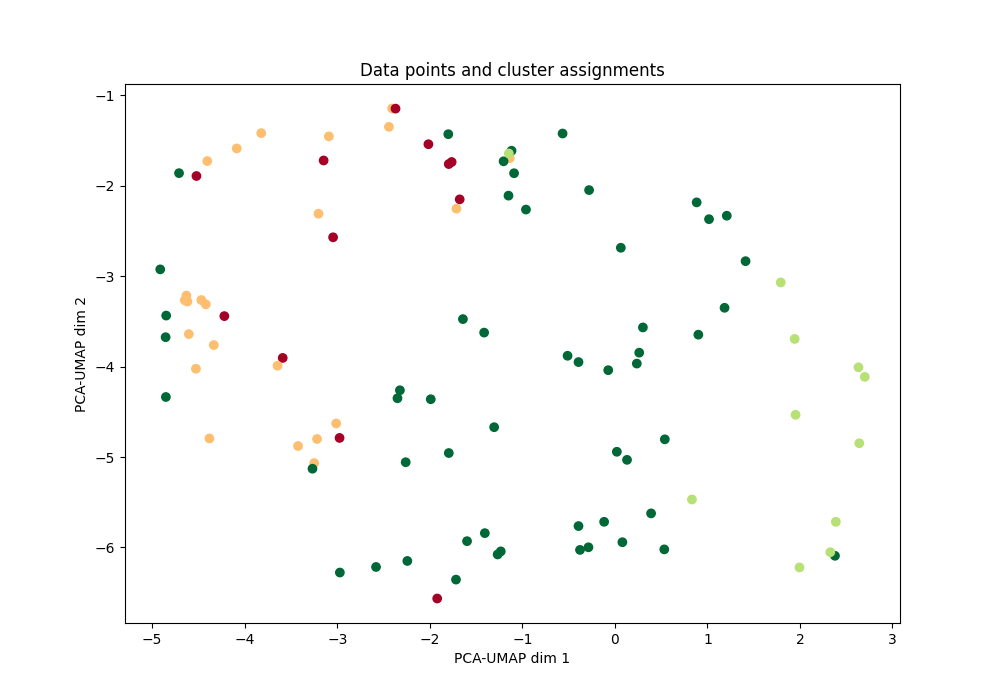 Data points and cluster assignments
−1
−2
−3
−4
−5
−6
PCA-UMAP dim 2
−5 −4 −3 −2 −1 0 1 2 3
PCA-UMAP dim 1